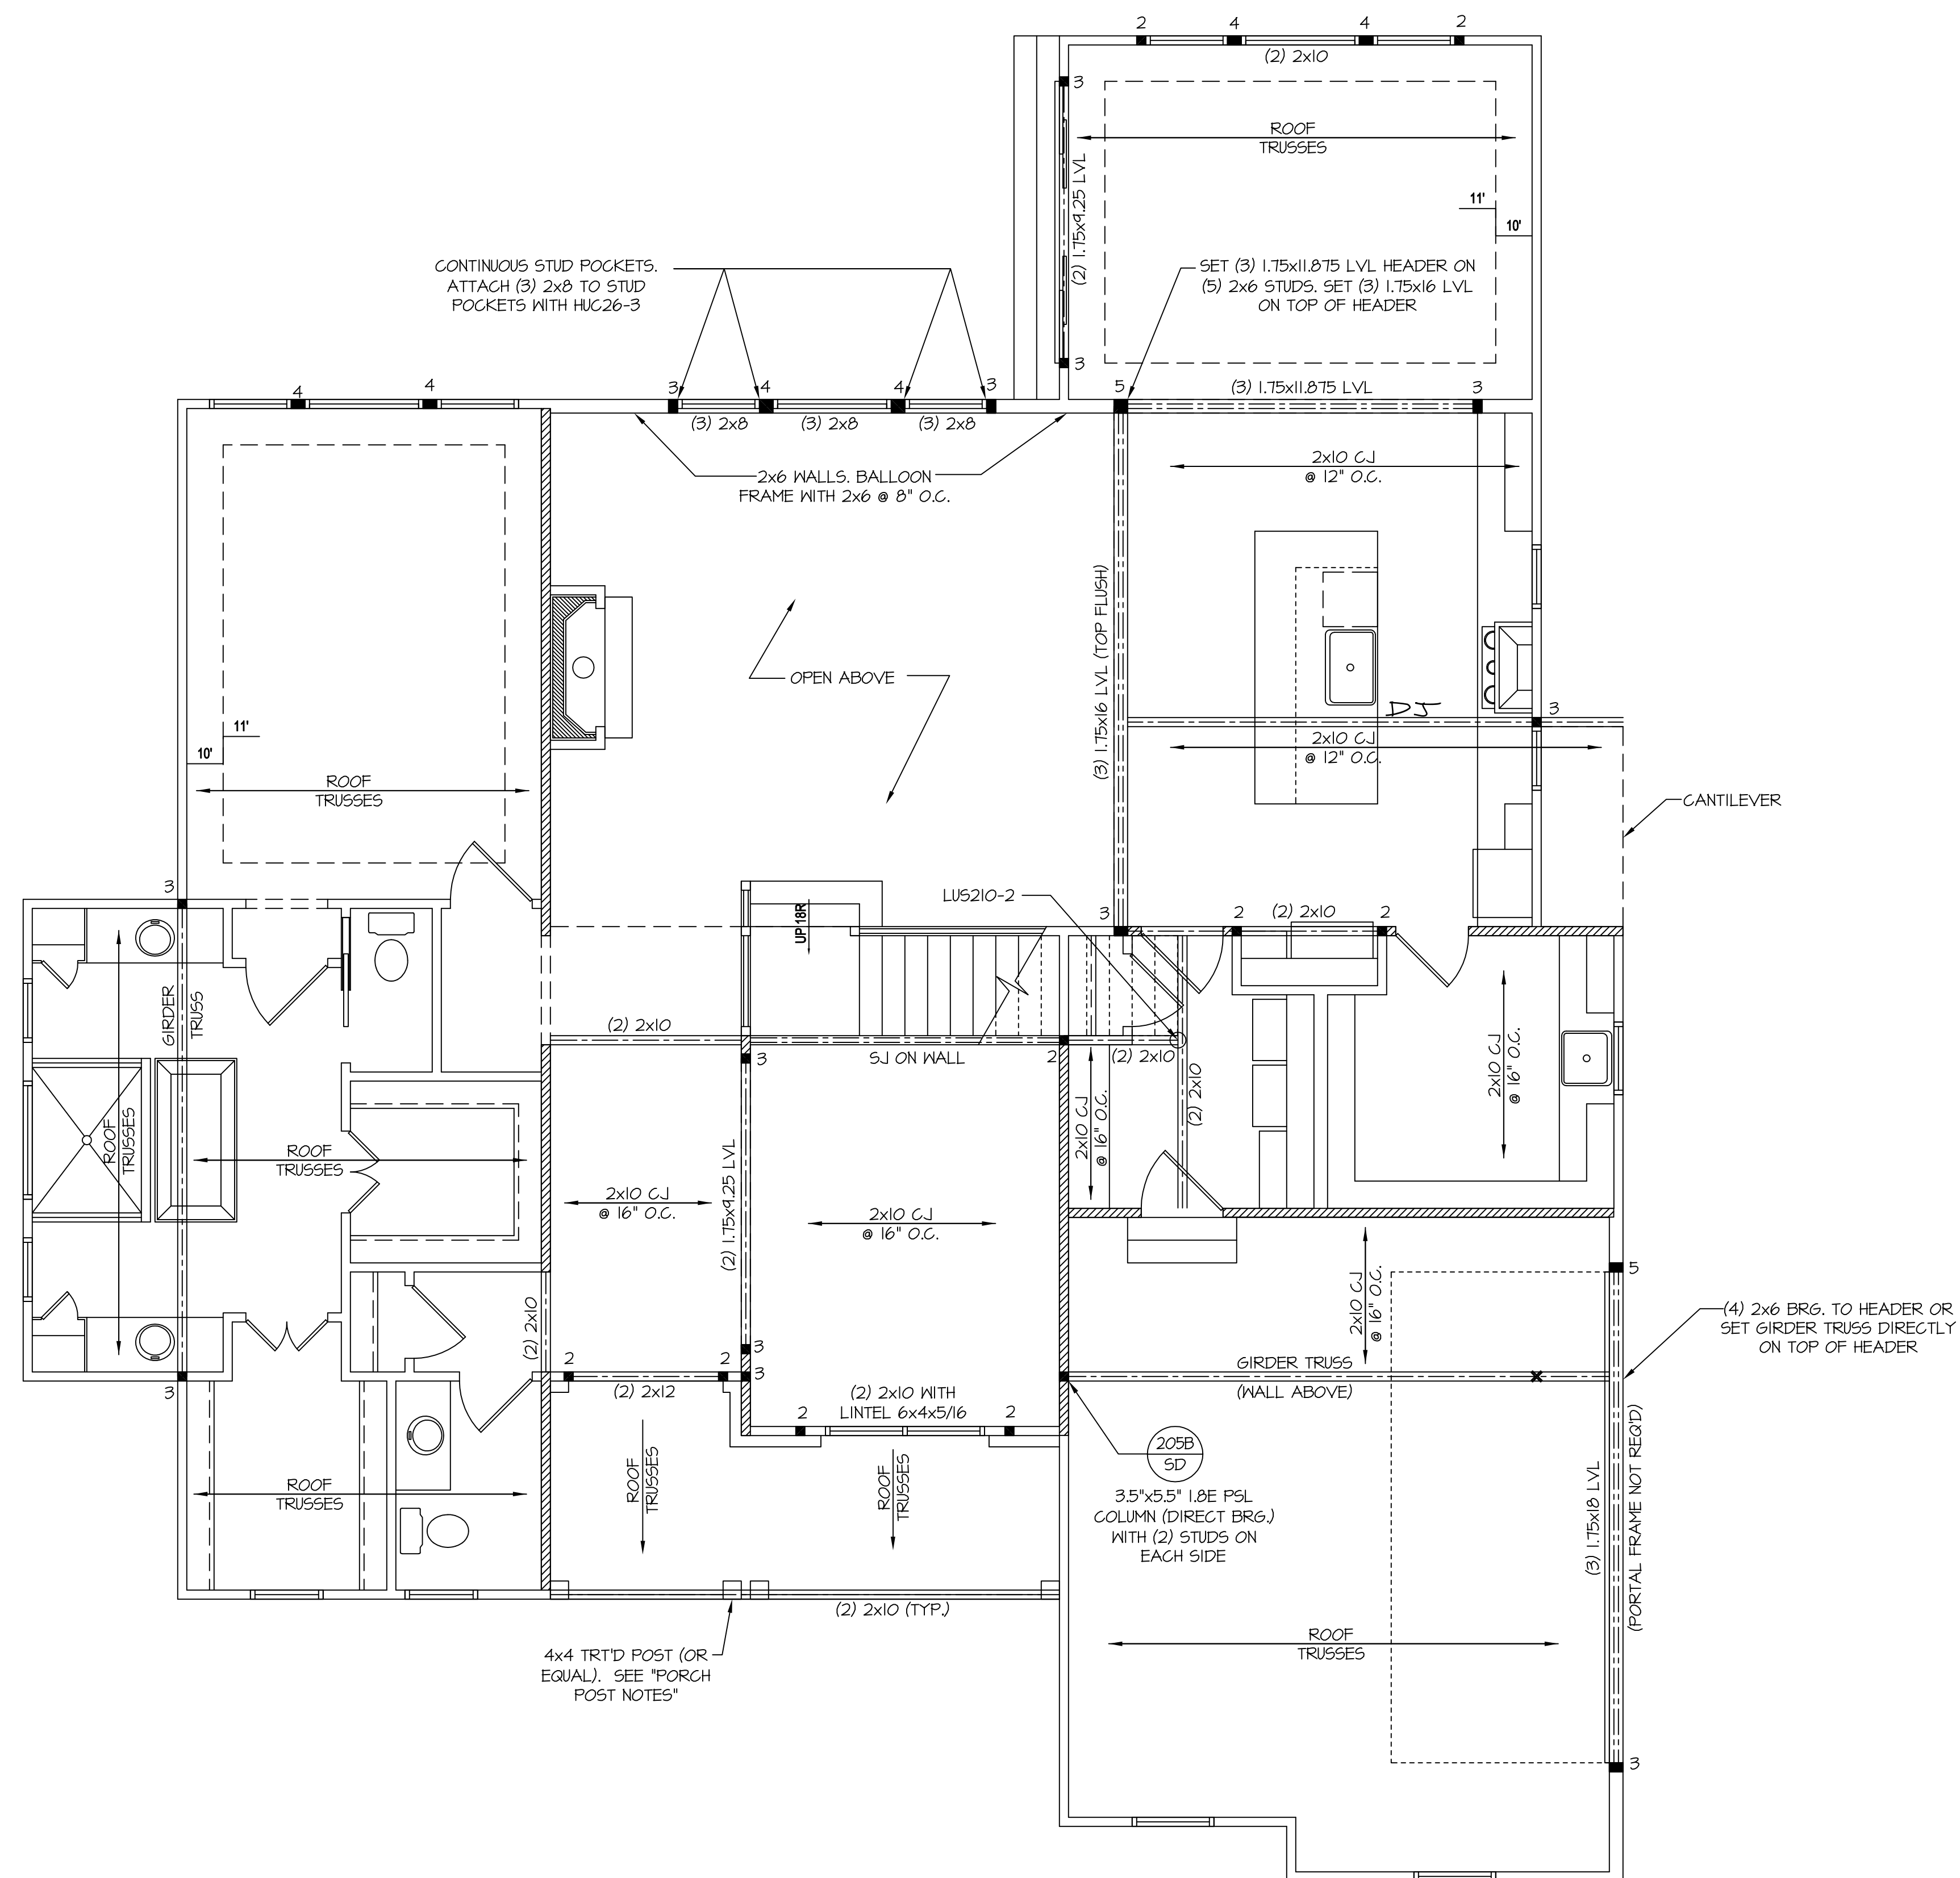 2
4
4
2
(2) 2x10
3
ROOF
TRUSSES
(2) 1.75x9.25 LVL
11'
10'
3
CONTINUOUS STUD POCKETS.
ATTACH (3) 2x8 TO STUD
POCKETS WITH HUC26-3
SET (3) 1.75x11.875 LVL HEADER ON
(5) 2x6 STUDS. SET (3) 1.75x16 LVL
ON TOP OF HEADER
4
4
3
4
4
3
5
(3) 1.75x11.875 LVL
3
(3) 2x8
(3) 2x8
(3) 2x8
2x6 WALLS. BALLOON
FRAME WITH 2x6 @ 8" O.C.
2x10 CJ
@ 12" O.C.
OPEN ABOVE
(3) 1.75x16 LVL (TOP FLUSH)
DJ
3
2x10 CJ
@ 12" O.C.
11'
10'
ROOF
TRUSSES
CANTILEVER
3
LUS210-2
UP 18R
3
2
(2) 2x10
2
GIRDER
TRUSS
(2) 2x10
3
SJ ON WALL
2
(2) 2x10
2x10 CJ
@ 16" O.C.
(2) 2x10
2x10 CJ
@ 16" O.C.
ROOF
TRUSSES
ROOF
TRUSSES
2x10 CJ
@ 16" O.C.
(2) 1.75x9.25 LVL
2x10 CJ
@ 16" O.C.
5
2x10 CJ
@ 16" O.C.
(4) 2x6 BRG. TO HEADER OR
SET GIRDER TRUSS DIRECTLY
ON TOP OF HEADER
(2) 2x10
2
2
3
3
(2) 2x12
GIRDER TRUSS
(WALL ABOVE)
3
(2) 2x10 WITH
LINTEL 6x4x5/16
2
2
205B
SD
3.5"x5.5" 1.8E PSL
COLUMN (DIRECT BRG.)
WITH (2) STUDS ON
EACH SIDE
ROOF
TRUSSES
ROOF
TRUSSES
ROOF
TRUSSES
(3) 1.75x18 LVL
(PORTAL FRAME NOT REQ'D)
(2) 2x10 (TYP.)
ROOF
TRUSSES
4x4 TRT'D POST (OR
EQUAL). SEE "PORCH
POST NOTES"
3